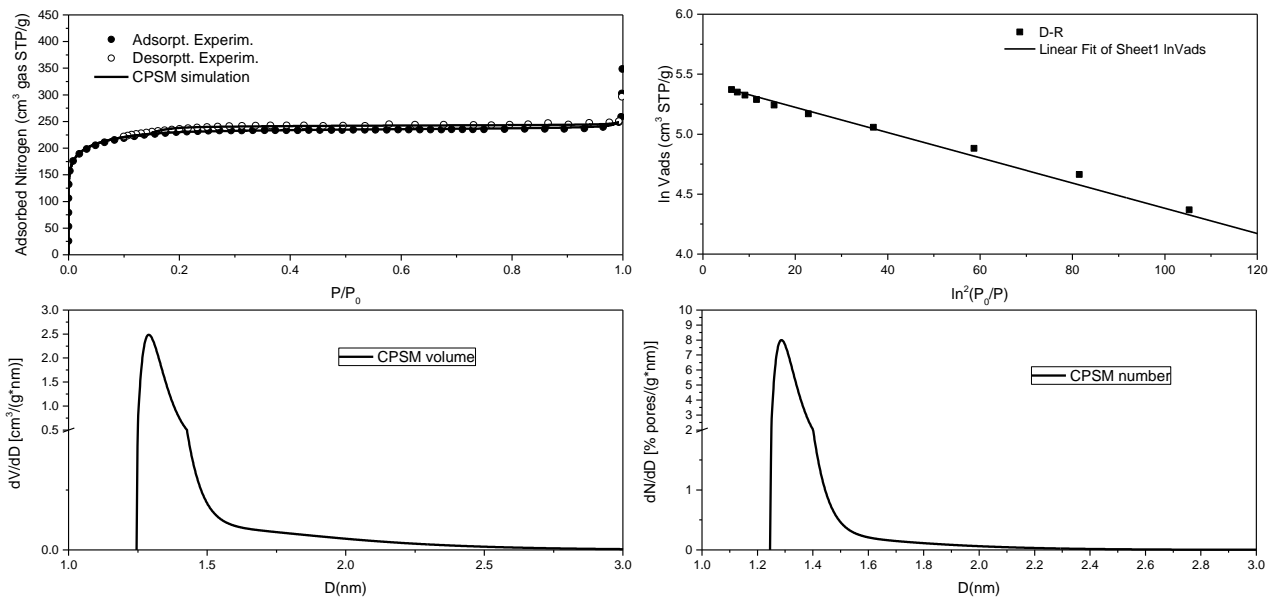 450
400
350
300
250
200
150
100
50
0
Adsorbed Nitrogen (cm³ gas STP/g)
Adsorpt. Experim.
Desorptt. Experim.
CPSM simulation
0.0 0.2 0.4 0.6 0.8 1.0
P/P₀
6.0
5.5
5.0
4.5
4.0
ln Vads (cm³ STP/g)
D-R
Linear Fit of Sheet1 lnVads
0 20 40 60 80 100 120
ln²(P₀/P)
3.0
2.5
2.0
1.5
1.0
0.5
0.0
dV/dD [cm³/(g*nm)]
CPSM volume
1.0 1.5 2.0 2.5 3.0
D(nm)
10
9
8
7
6
5
4
3
2
1
0
dN/dD [% pores/(g*nm)]
CPSM number
1.0 1.2 1.4 1.6 1.8 2.0 2.2 2.4 2.6 2.8 3.0
D(nm)